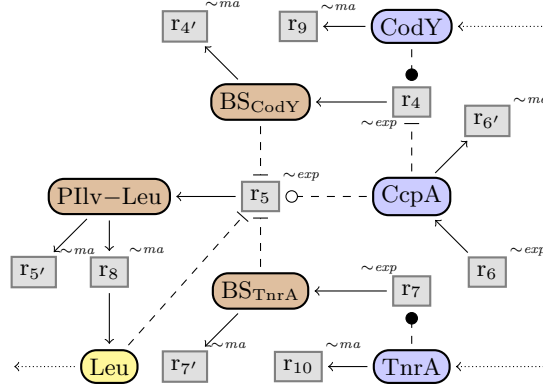 r4′ ∼ma r9 ∼ma CodY
BSCodY r4 ∼exp
r6′ ∼ma
PIlv−Leu r5 ∼exp CcpA
r5′ ∼ma r8 ∼ma r6 ∼exp
BSTnrA r7 ∼exp
Leu r7′ ∼ma r10 ∼ma TnrA